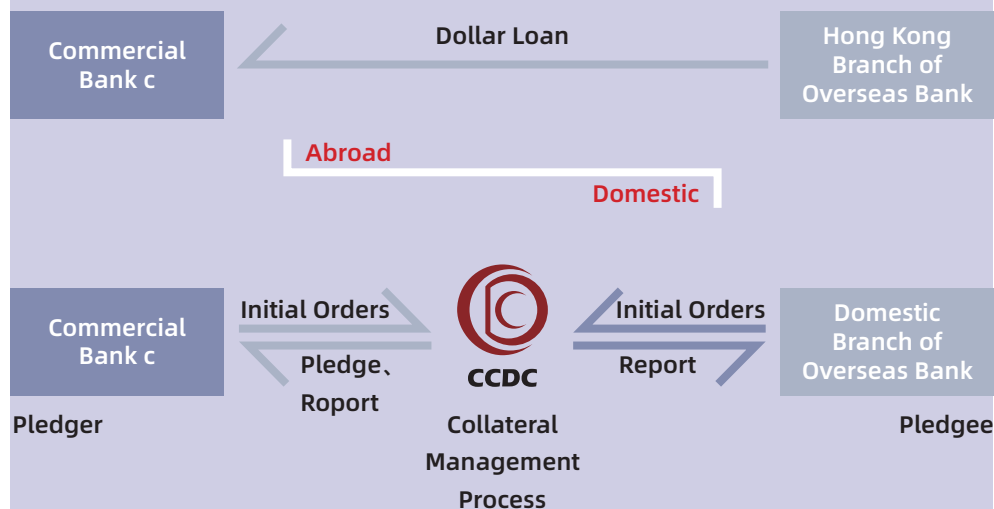 Commercial
Bank c
Dollar Loan
Hong Kong
Branch of
Overseas Bank
Abroad
Domestic
Commercial
Bank c
Initial Orders
Pledge、
Roport
CCDC
Initial Orders
Report
Domestic
Branch of
Overseas Bank
Pledger
Collateral
Management
Process
Pledgee